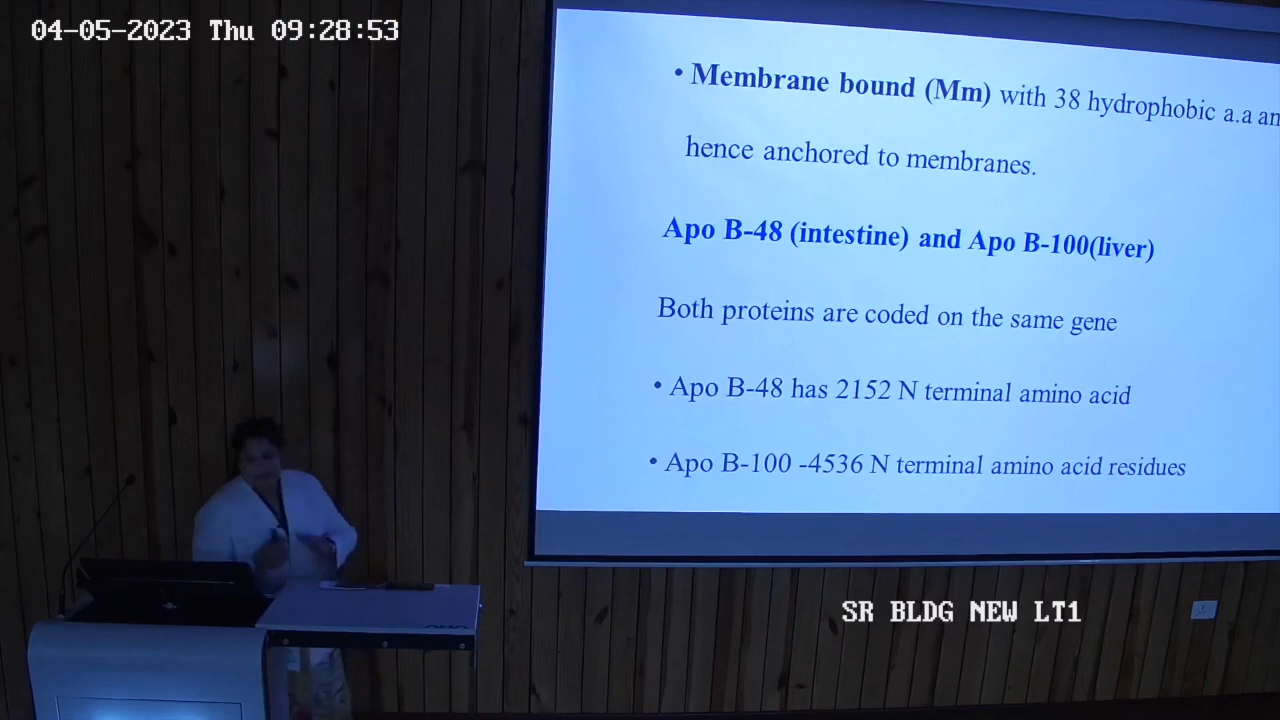 04-05-2023 Thu 09:28:53
• Membrane bound (Mm) with 38 hydrophobic a.a an
hence anchored to membranes.
Apo B-48 (intestine) and Apo B-100(liver)
Both proteins are coded on the same gene
• Apo B-48 has 2152 N terminal amino acid
• Apo B-100 -4536 N terminal amino acid residues
SR BLDG NEW LT1